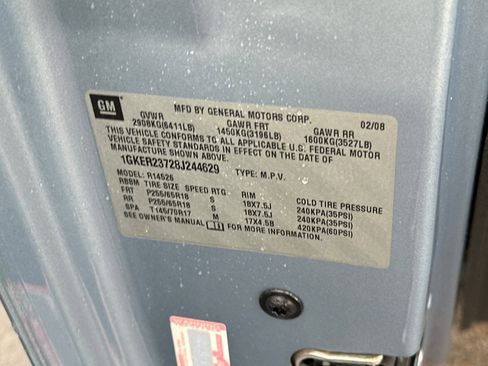 GM
MFD BY GENERAL MOTORS CORP. 02/08
GVWR GAWR FRT GAWR RR
2908KG(6411LB) 1450KG(3196LB) 1600KG(3527LB)
THIS VEHICLE CONFORMS TO ALL APPLICABLE U.S. FEDERAL MOTOR
VEHICLE SAFETY STANDARDS IN EFFECT ON THE DATE OF
MANUFACTURE SHOWN ABOVE.
1GKER23728J244629 TYPE: M.P.V.
MODEL: R14526
RBBM TIRE SIZE SPEED RTG. RIM COLD TIRE PRESSURE
FRT P255/65R18 S 18X7.5J 240KPA(35PSI)
RR P255/65R18 S 18X7.5J 240KPA(35PSI)
SPA T145/70R17 M 17X4.5B 420KPA(60PSI)
SEE OWNER'S MANUAL FOR MORE INFORMATION.